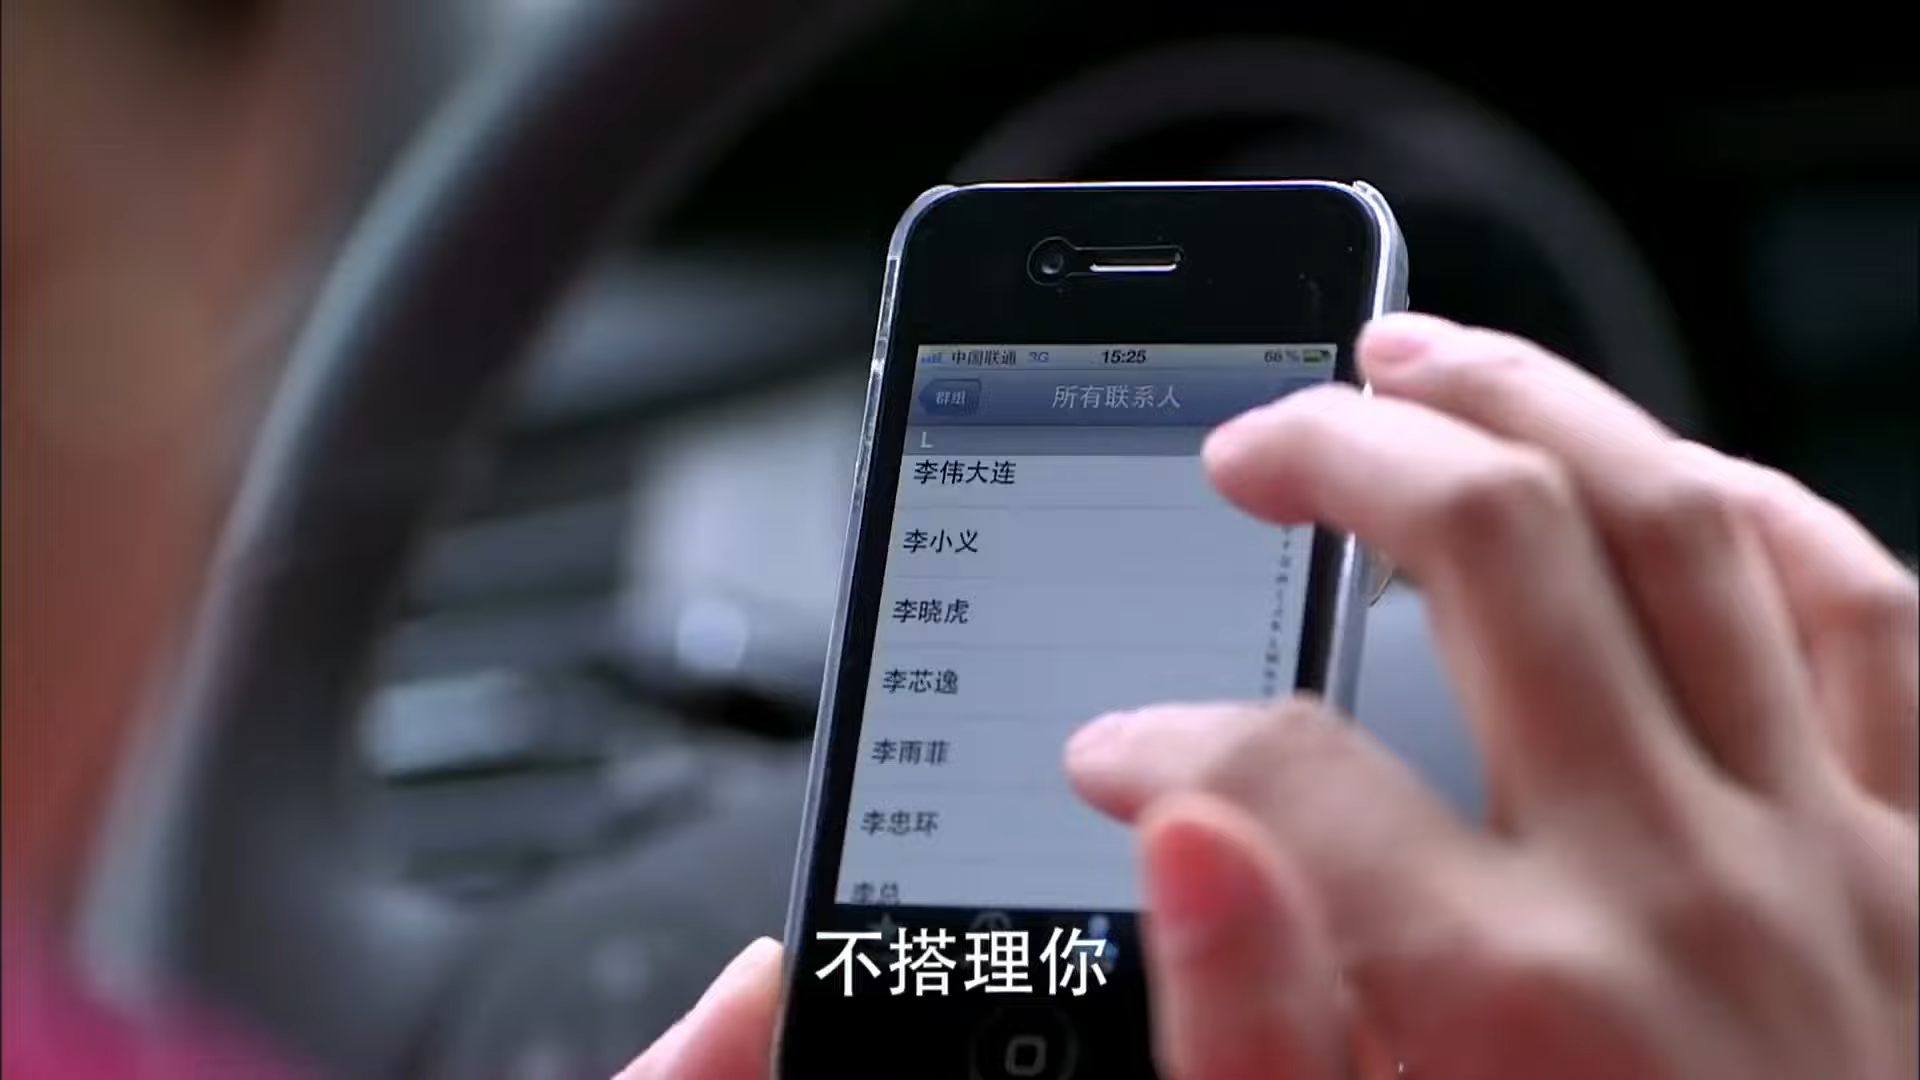 中国联通 3G 15:25 68%
群组 所有联系人
L
李伟大连
李小义
李晓虎
李芯逸
李雨菲
李忠环
李总
不搭理你